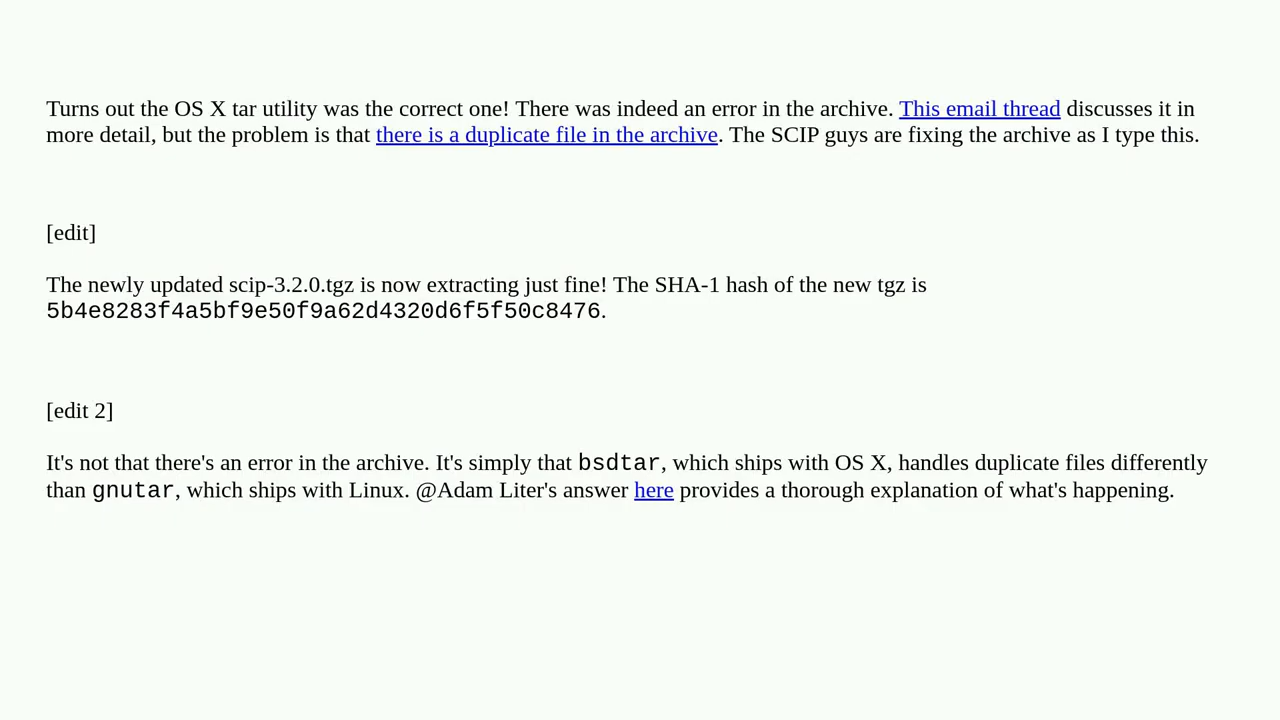 Turns out the OS X tar utility was the correct one! There was indeed an error in the archive. This email thread discusses it in
more detail, but the problem is that there is a duplicate file in the archive. The SCIP guys are fixing the archive as I type this.
[edit]
The newly updated scip-3.2.0.tgz is now extracting just fine! The SHA-1 hash of the new tgz is
5b4e8283f4a5bf9e50f9a62d4320d6f5f50c8476.
[edit 2]
It's not that there's an error in the archive. It's simply that bsdtar, which ships with OS X, handles duplicate files differently
than gnutar, which ships with Linux. @Adam Liter's answer here provides a thorough explanation of what's happening.